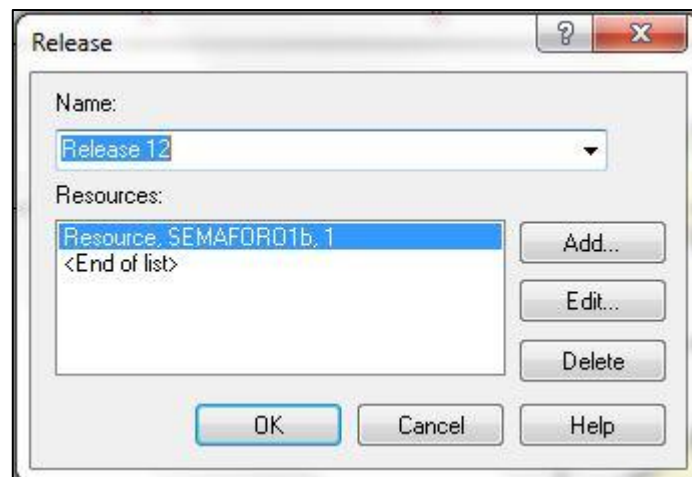 Release
Name:
Release 12
Resources:
Resource, SEMAFORO1b, 1
<End of list>
Add...
Edit...
Delete
OK
Cancel
Help